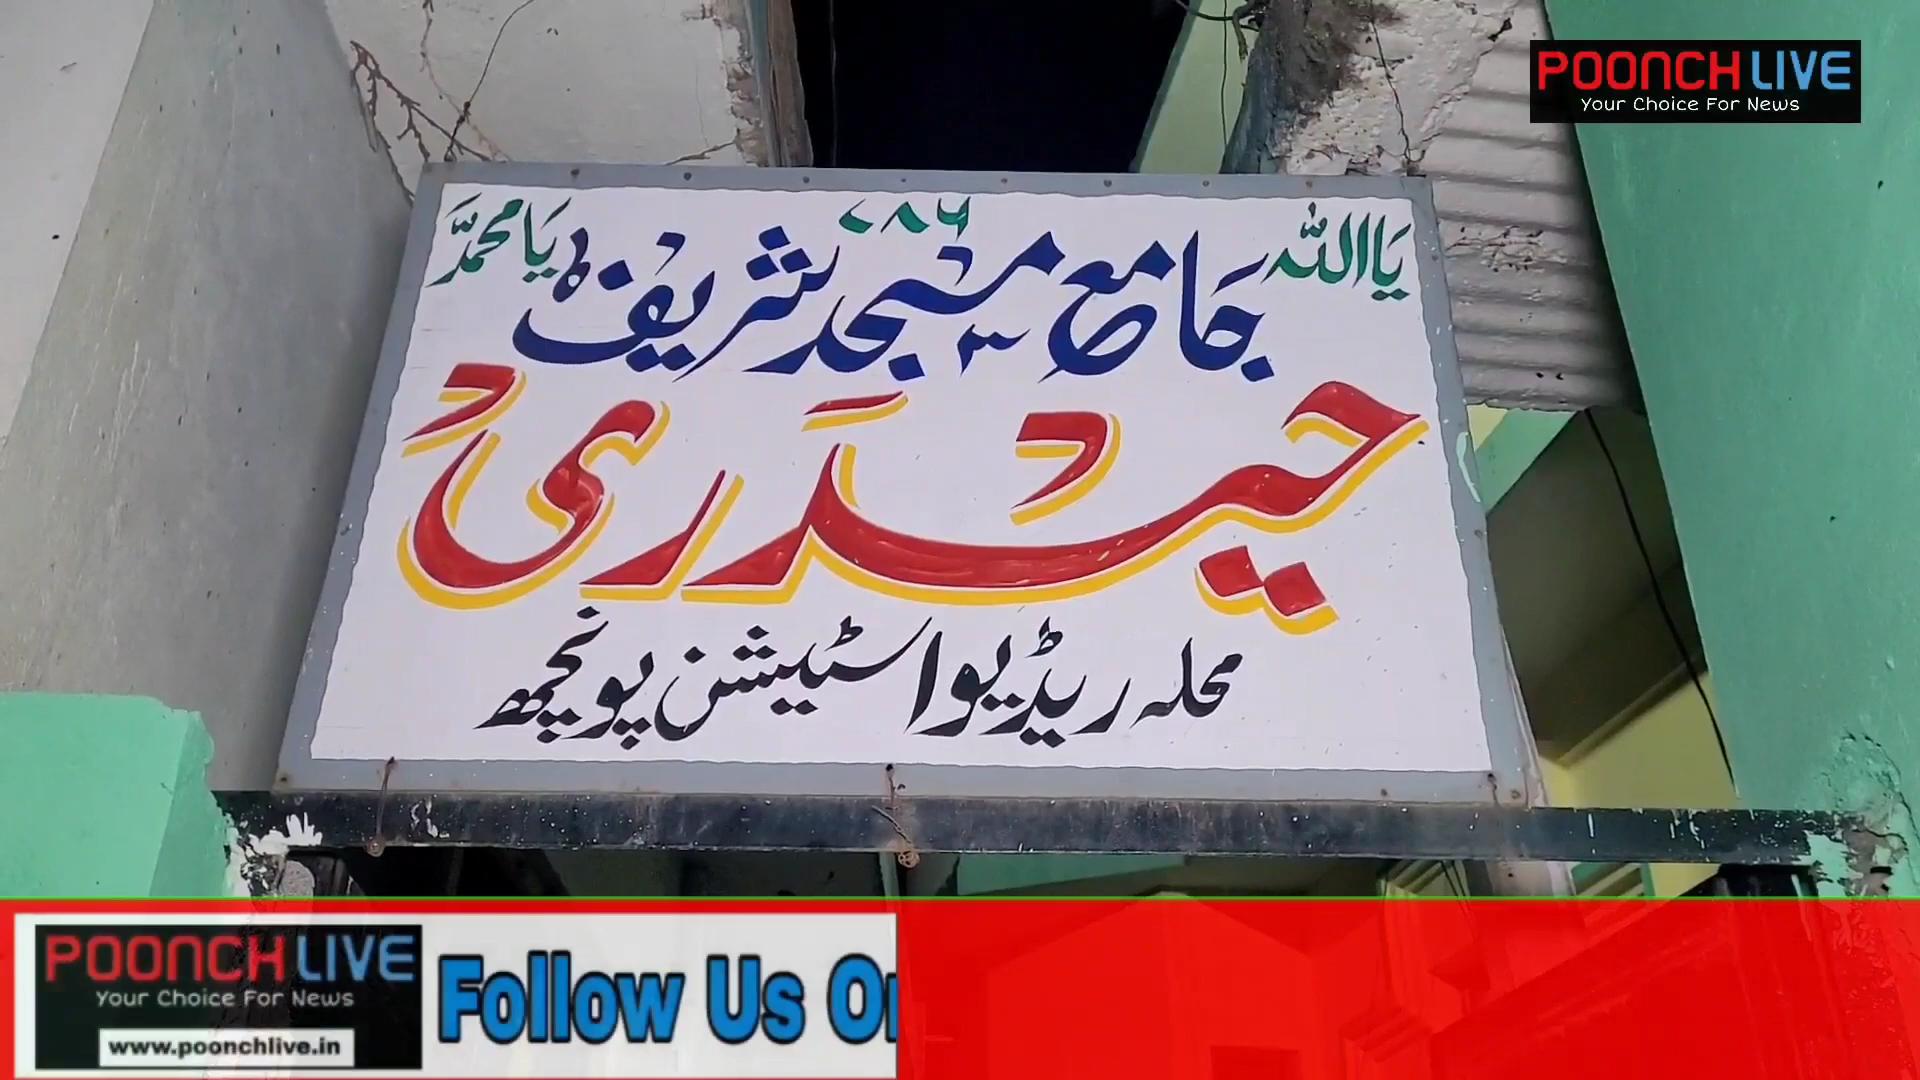 POONCH LIVE
Your Choice For News
۷۸۶
یا اللہ جامع مسجد شریف یا محمدؐ
حیدری
محلہ ریڈیو اسٹیشن پونچھ
POONCH LIVE
Your Choice For News
www.poonchlive.in
Follow Us On